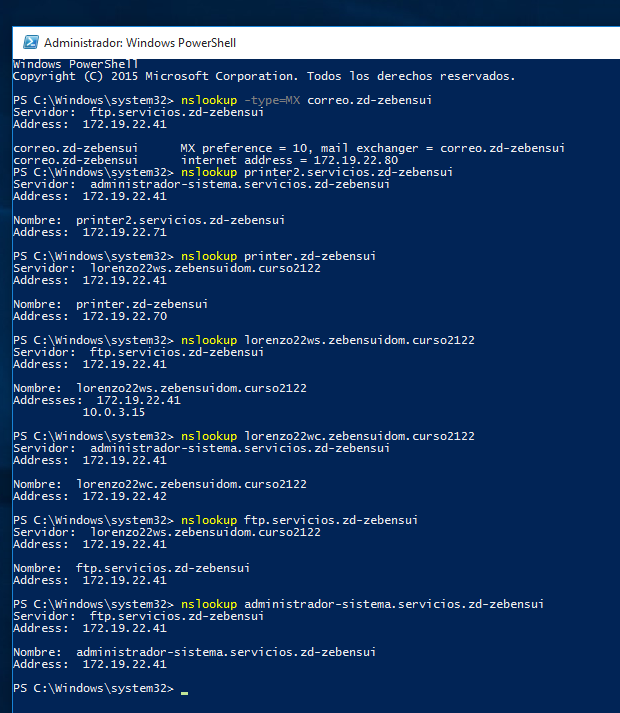 Administrador: Windows PowerShell
Windows PowerShell
Copyright (C) 2015 Microsoft Corporation. Todos los derechos reservados.
PS C:\Windows\system32> nslookup -type=MX correo.zd-zebensui
Servidor:  ftp.servicios.zd-zebensui
Address:  172.19.22.41
correo.zd-zebensui      MX preference = 10, mail exchanger = correo.zd-zebensui
correo.zd-zebensui      internet address = 172.19.22.80
PS C:\Windows\system32> nslookup printer2.servicios.zd-zebensui
Servidor:  administrador-sistema.servicios.zd-zebensui
Address:  172.19.22.41
Nombre:  printer2.servicios.zd-zebensui
Address:  172.19.22.71
PS C:\Windows\system32> nslookup printer.zd-zebensui
Servidor:  lorenzo22ws.zebensuidom.curso2122
Address:  172.19.22.41
Nombre:  printer.zd-zebensui
Address:  172.19.22.70
PS C:\Windows\system32> nslookup lorenzo22ws.zebensuidom.curso2122
Servidor:  ftp.servicios.zd-zebensui
Address:  172.19.22.41
Nombre:  lorenzo22ws.zebensuidom.curso2122
Addresses:  172.19.22.41
10.0.3.15
PS C:\Windows\system32> nslookup lorenzo22wc.zebensuidom.curso2122
Servidor:  administrador-sistema.servicios.zd-zebensui
Address:  172.19.22.41
Nombre:  lorenzo22wc.zebensuidom.curso2122
Address:  172.19.22.42
PS C:\Windows\system32> nslookup ftp.servicios.zd-zebensui
Servidor:  lorenzo22ws.zebensuidom.curso2122
Address:  172.19.22.41
Nombre:  ftp.servicios.zd-zebensui
Address:  172.19.22.41
PS C:\Windows\system32> nslookup administrador-sistema.servicios.zd-zebensui
Servidor:  ftp.servicios.zd-zebensui
Address:  172.19.22.41
Nombre:  administrador-sistema.servicios.zd-zebensui
Address:  172.19.22.41
PS C:\Windows\system32> _